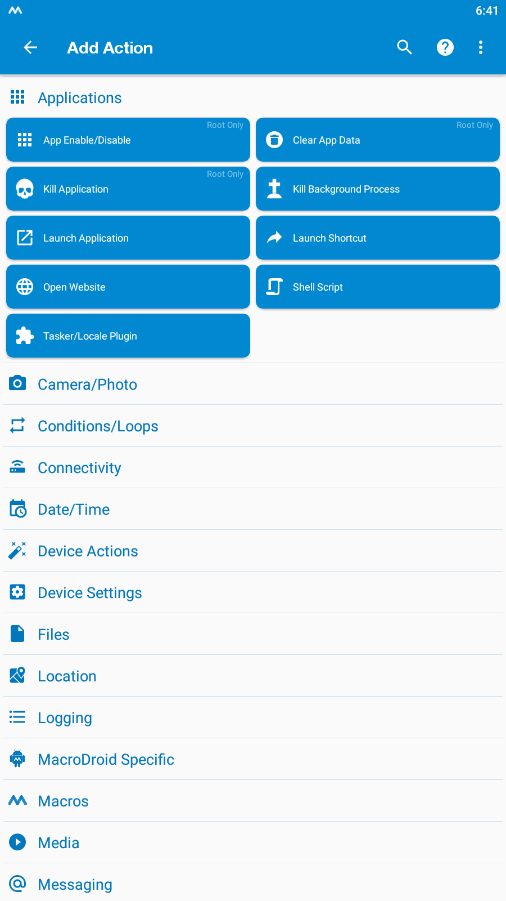 6:41
Add Action
Applications
App Enable/Disable
Root Only
Clear App Data
Root Only
Kill Application
Root Only
Kill Background Process
Launch Application
Launch Shortcut
Open Website
Shell Script
Tasker/Locale Plugin
Camera/Photo
Conditions/Loops
Connectivity
Date/Time
Device Actions
Device Settings
Files
Location
Logging
MacroDroid Specific
Macros
Media
Messaging